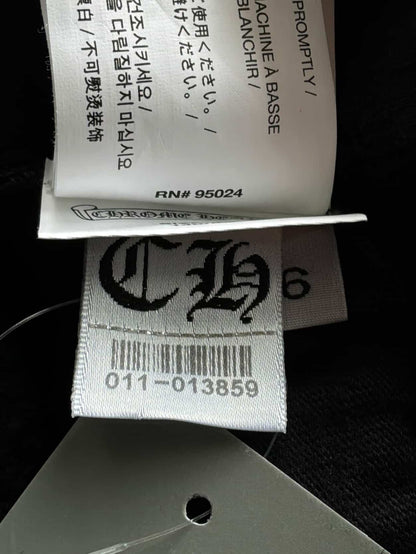 PROMPTLY /
MACHINE À BASSE
BLANCHIR /
使用ください。/
けください。/
건조시키세요 /
을 다림질하지 마십시요
漂白 / 不可熨烫装饰
RN# 95024
CHROME
CH
6
011-013859